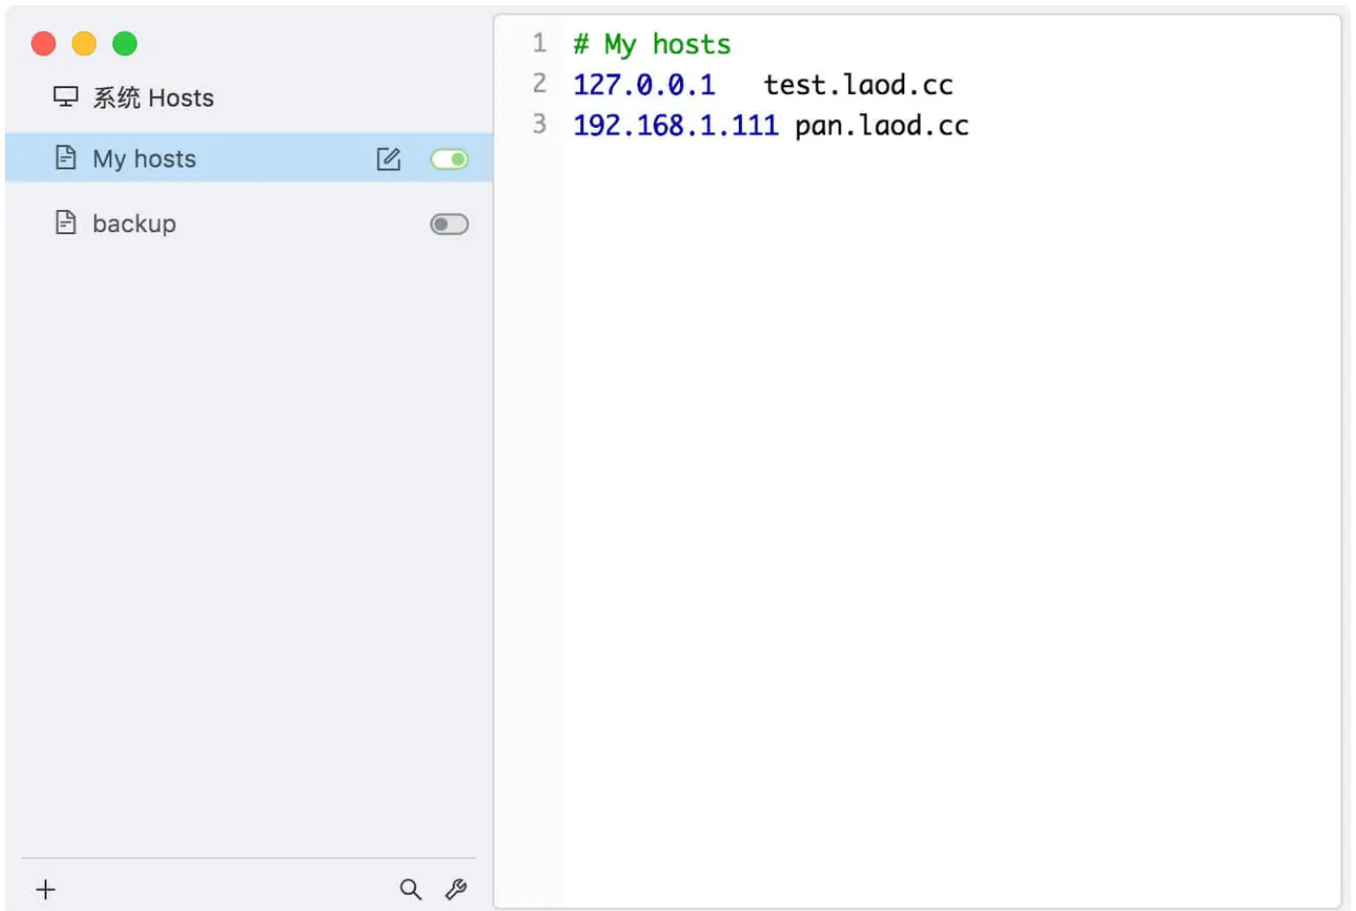 系统 Hosts
My hosts
backup
1 # My hosts
2 127.0.0.1   test.laod.cc
3 192.168.1.111 pan.laod.cc